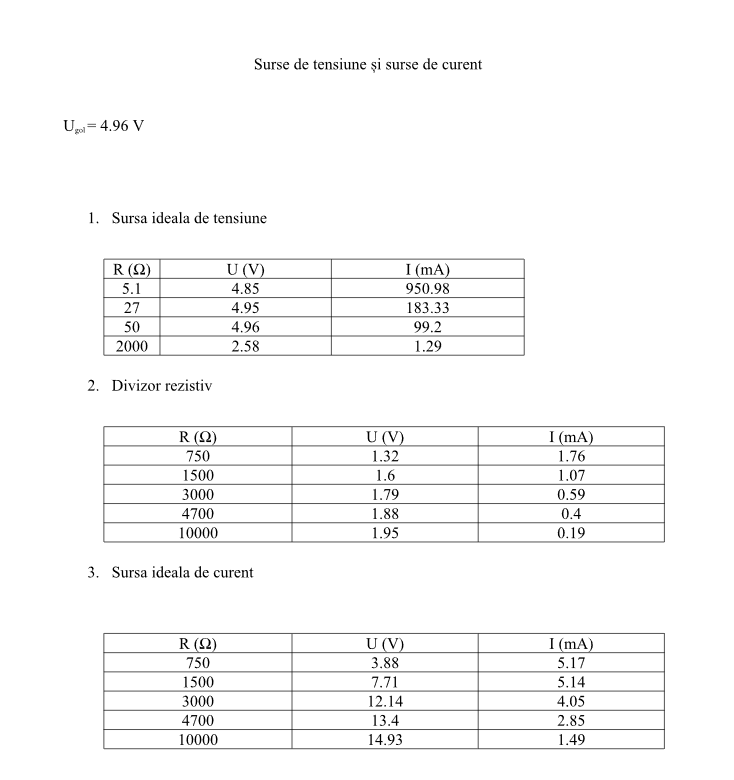 Surse de tensiune și surse de curent
Ugol = 4.96 V
1. Sursa ideala de tensiune
R (Ω) U (V) I (mA)
5.1 4.85 950.98
27 4.95 183.33
50 4.96 99.2
2000 2.58 1.29
2. Divizor rezistiv
R (Ω) U (V) I (mA)
750 1.32 1.76
1500 1.6 1.07
3000 1.79 0.59
4700 1.88 0.4
10000 1.95 0.19
3. Sursa ideala de curent
R (Ω) U (V) I (mA)
750 3.88 5.17
1500 7.71 5.14
3000 12.14 4.05
4700 13.4 2.85
10000 14.93 1.49